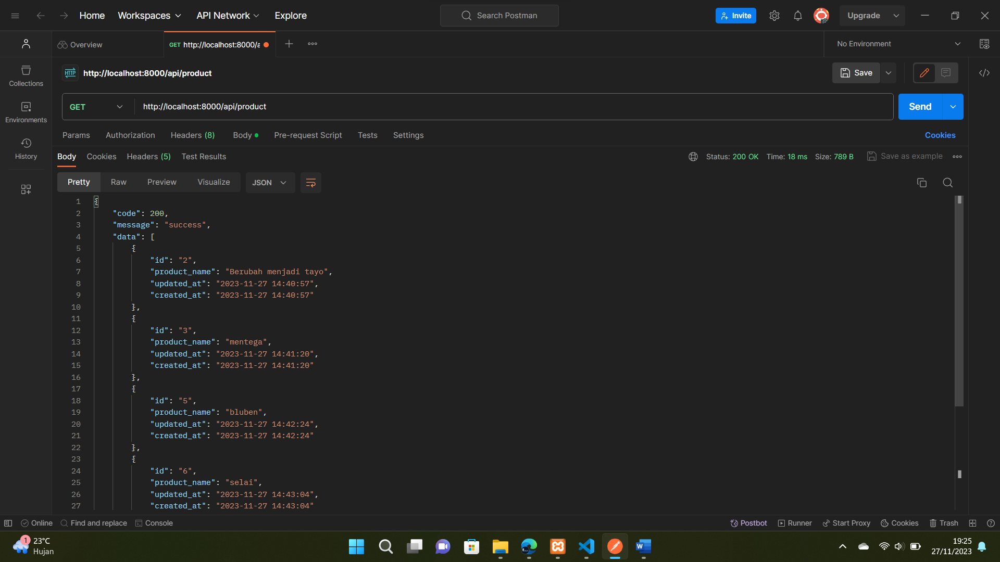 Home Workspaces API Network Explore Search Postman Invite Upgrade
Overview GET http://localhost:8000/a No Environment
HTTP http://localhost:8000/api/product Save
Collections
GET http://localhost:8000/api/product Send
Environments
Params Authorization Headers (8) Body Pre-request Script Tests Settings Cookies
History
Body Cookies Headers (5) Test Results Status: 200 OK Time: 18 ms Size: 789 B Save as example
Pretty Raw Preview Visualize JSON
1 {
2 "code": 200,
3 "message": "success",
4 "data": [
5 {
6 "id": "2",
7 "product_name": "Berubah menjadi tayo",
8 "updated_at": "2023-11-27 14:40:57",
9 "created_at": "2023-11-27 14:40:57"
10 },
11 {
12 "id": "3",
13 "product_name": "mentega",
14 "updated_at": "2023-11-27 14:41:20",
15 "created_at": "2023-11-27 14:41:20"
16 },
17 {
18 "id": "5",
19 "product_name": "bluben",
20 "updated_at": "2023-11-27 14:42:24",
21 "created_at": "2023-11-27 14:42:24"
22 },
23 {
24 "id": "6",
25 "product_name": "selai",
26 "updated_at": "2023-11-27 14:43:04",
27 "created_at": "2023-11-27 14:43:04"
Online Find and replace Console Postbot Runner Start Proxy Cookies Trash
1 23°C
Hujan
19:25
27/11/2023